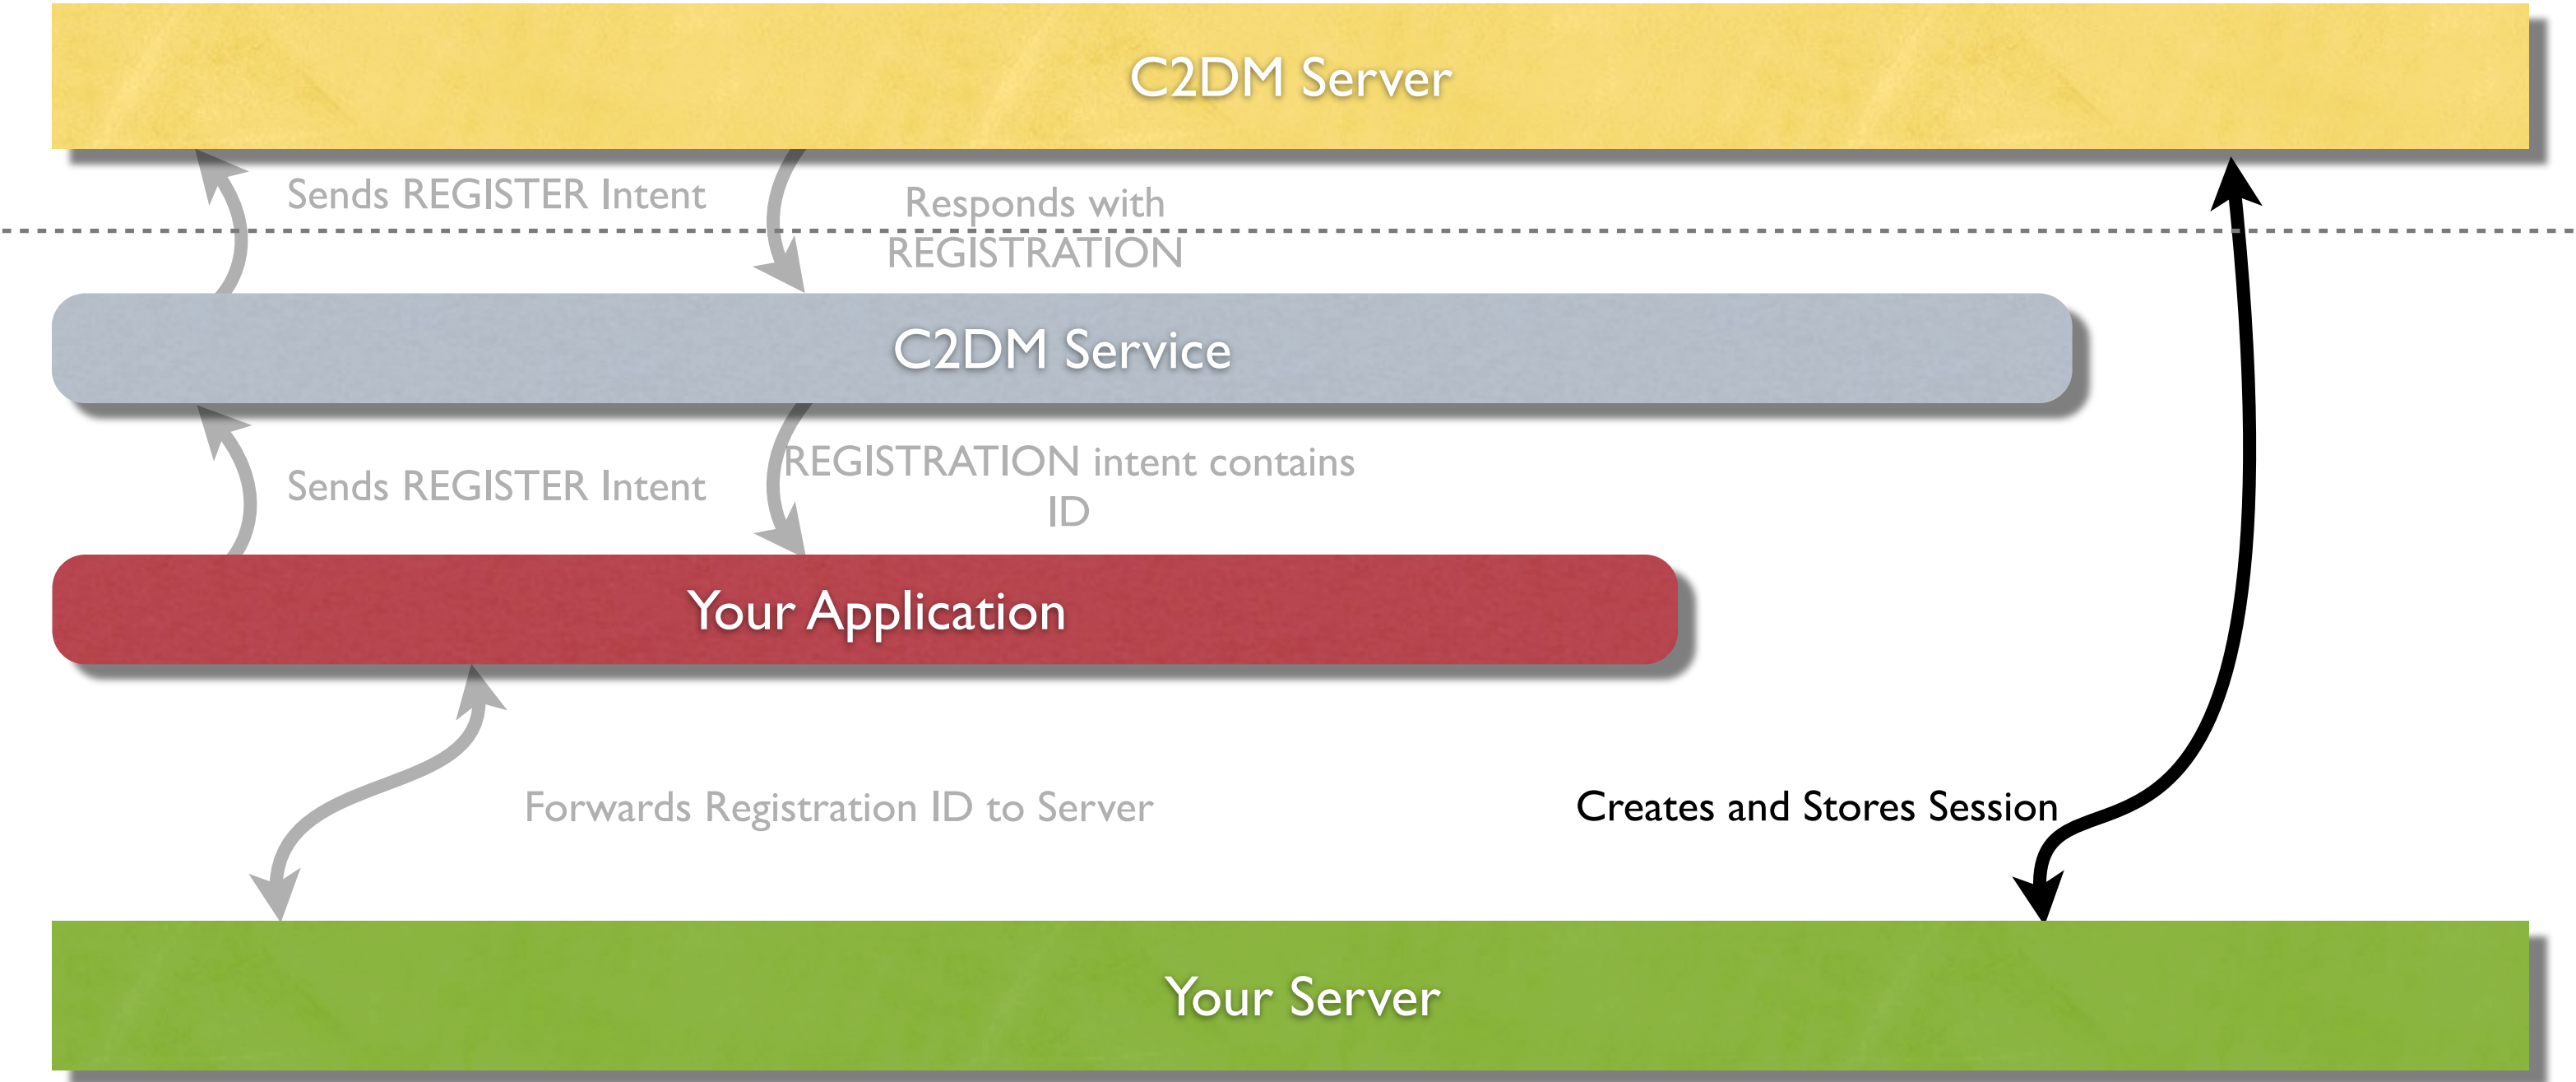 C2DM Server
Sends REGISTER Intent
Responds with
REGISTRATION
C2DM Service
Sends REGISTER Intent
REGISTRATION intent contains
ID
Your Application
Forwards Registration ID to Server
Creates and Stores Session
Your Server